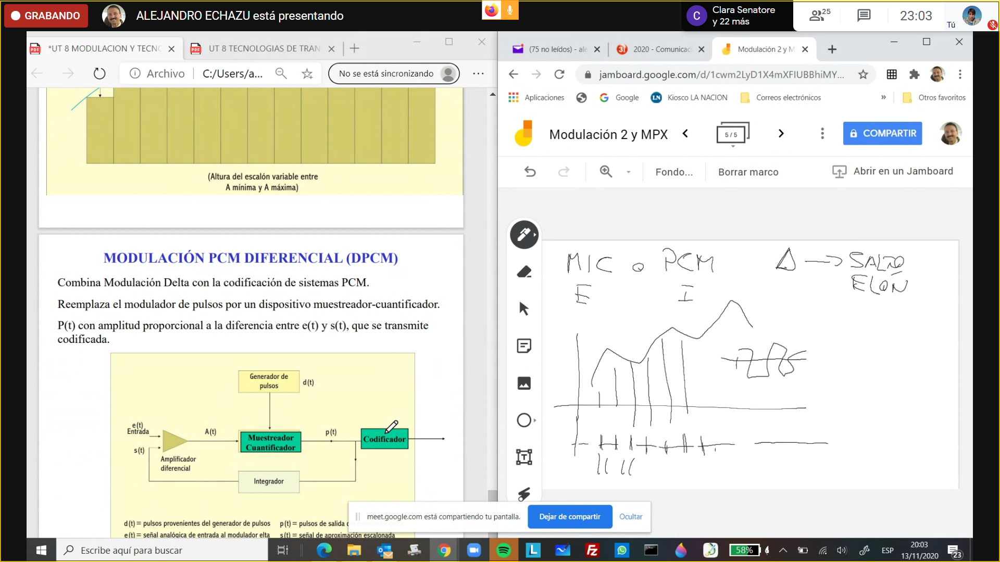 GRABANDO
ALEJANDRO ECHAZU está presentando
C
Clara Senatore
y 22 más
25
23:03
Tú
*UT 8 MODULACION Y TECNO
UT 8 TECNOLOGIAS DE TRAN
Archivo
C:/Users/a...
No se está sincronizando
(Altura del escalón variable entre
A mínima y A máxima)
MODULACIÓN PCM DIFERENCIAL (DPCM)
Combina Modulación Delta con la codificación de sistemas PCM.
Reemplaza el modulador de pulsos por un dispositivo muestreador-cuantificador.
P(t) con amplitud proporcional a la diferencia entre e(t) y s(t), que se transmite
codificada.
Generador de
pulsos
d(t)
e(t)
Entrada
A(t)
Muestreador
Cuantificador
p(t)
Codificador
s(t)
Amplificador
diferencial
Integrador
d(t) = pulsos provenientes del generador de pulsos
p(t) = pulsos de salida
e(t) = señal analógica de entrada al modulador elta
s(t) = señal de aproximación escalonada
(75 no leídos) - ale
2020 - Comunicac
Modulación 2 y M
jamboard.google.com/d/1cwm2LyD1X4mXFIUBBhiMY...
Aplicaciones
Google
LN
Kiosco LA NACION
Correos electrónicos
»
Otros favoritos
Modulación 2 y MPX
5 / 5
COMPARTIR
Fondo...
Borrar marco
Abrir en un Jamboard
MIC o PCM
Δ → SALTO
E I
meet.google.com está compartiendo tu pantalla.
Dejar de compartir
Ocultar
Escribe aquí para buscar
58%
ESP
20:03
13/11/2020
23